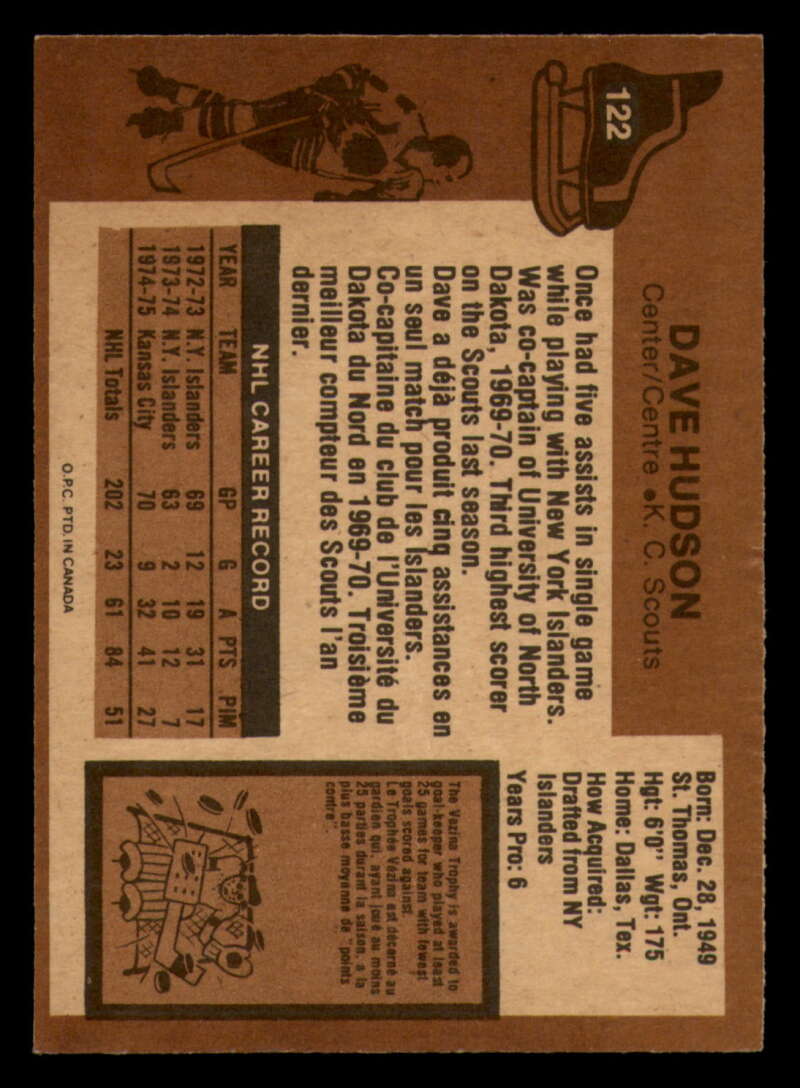 122
DAVE HUDSON
Center/Centre • K. C. Scouts
Once had five assists in single game
while playing with New York Islanders.
Was co-captain of University of North
Dakota, 1969-70. Third highest scorer
on the Scouts last season.
Dave a déjà produit cinq assistances en
un seul match pour les Islanders.
Co-capitaine du club de l'Université du
Dakota du Nord en 1969-70. Troisième
meilleur compteur des Scouts l'an
dernier.
NHL CAREER RECORD
YEAR TEAM GP G A PTS PIM
1972-73 N.Y. Islanders 69 12 19 31 17
1973-74 N.Y. Islanders 63 2 10 12 7
1974-75 Kansas City 70 9 32 41 27
NHL Totals 202 23 61 84 51
O.P.C. PTD. IN CANADA
Born: Dec. 28, 1949
St. Thomas, Ont.
Hgt: 6'0" Wgt: 175
Home: Dallas, Tex.
How Acquired:
Drafted from NY
Islanders
Years Pro: 6
The Vezina Trophy is awarded to
goal-keeper who played at least
25 games for team with lowest
goals scored against.
Le Trophée Vézina est décerné au
gardien qui, ayant joué au moins
25 parties durant la saison, a la
plus basse moyenne de "points
contre".